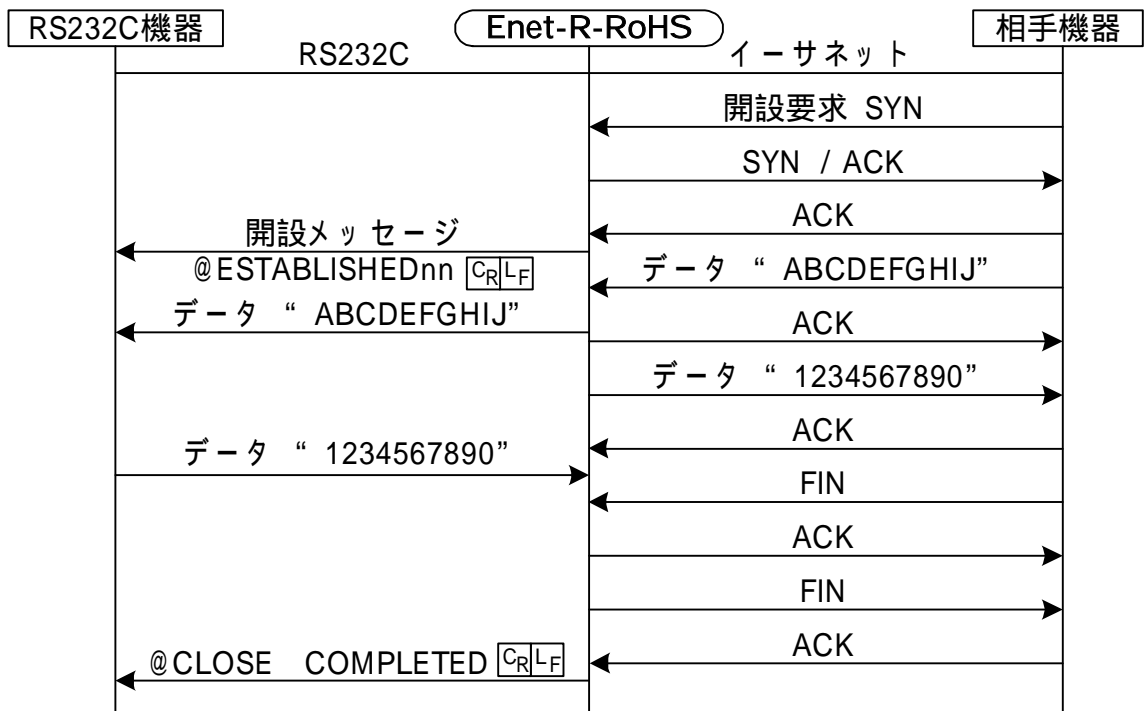 RS232C機器 Enet-R-RoHS 相手機器
RS232C イーサネット
開設要求 SYN
SYN / ACK
ACK
開設メッセージ
@ESTABLISHEDnn CRLF
データ “ABCDEFGHIJ”
データ “ABCDEFGHIJ”
ACK
データ “1234567890”
ACK
データ “1234567890”
FIN
ACK
FIN
ACK
@CLOSE COMPLETED CRLF